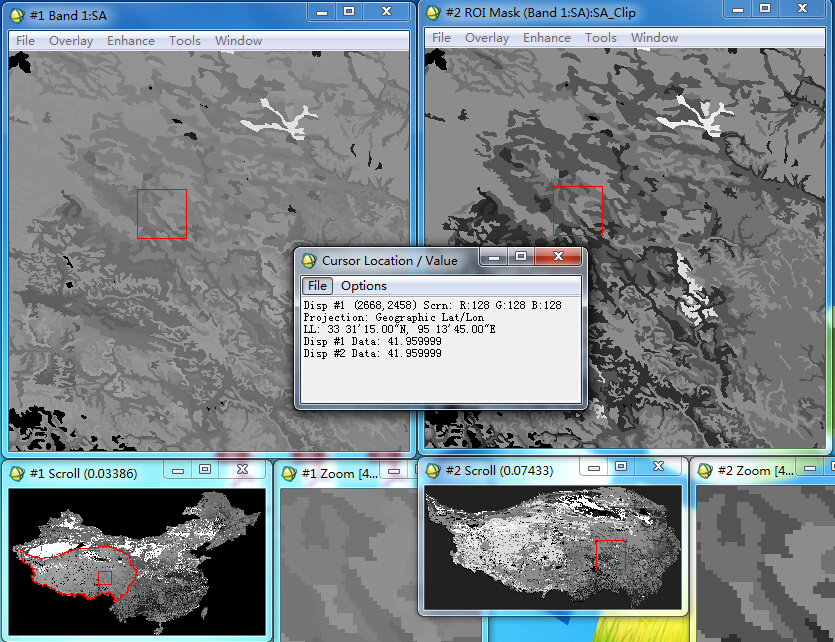 #1 Band 1:SA
File Overlay Enhance Tools Window
#2 ROI Mask (Band 1:SA):SA_Clip
File Overlay Enhance Tools Window
Cursor Location / Value
File Options
Disp #1 (2668,2458) Scrn: R:128 G:128 B:128
Projection: Geographic Lat/Lon
LL: 33 31'15.00"N, 95 13'45.00"E
Disp #1 Data: 41.959999
Disp #2 Data: 41.959999
#1 Scroll (0.03386)
#1 Zoom [4...
#2 Scroll (0.07433)
#2 Zoom [4...